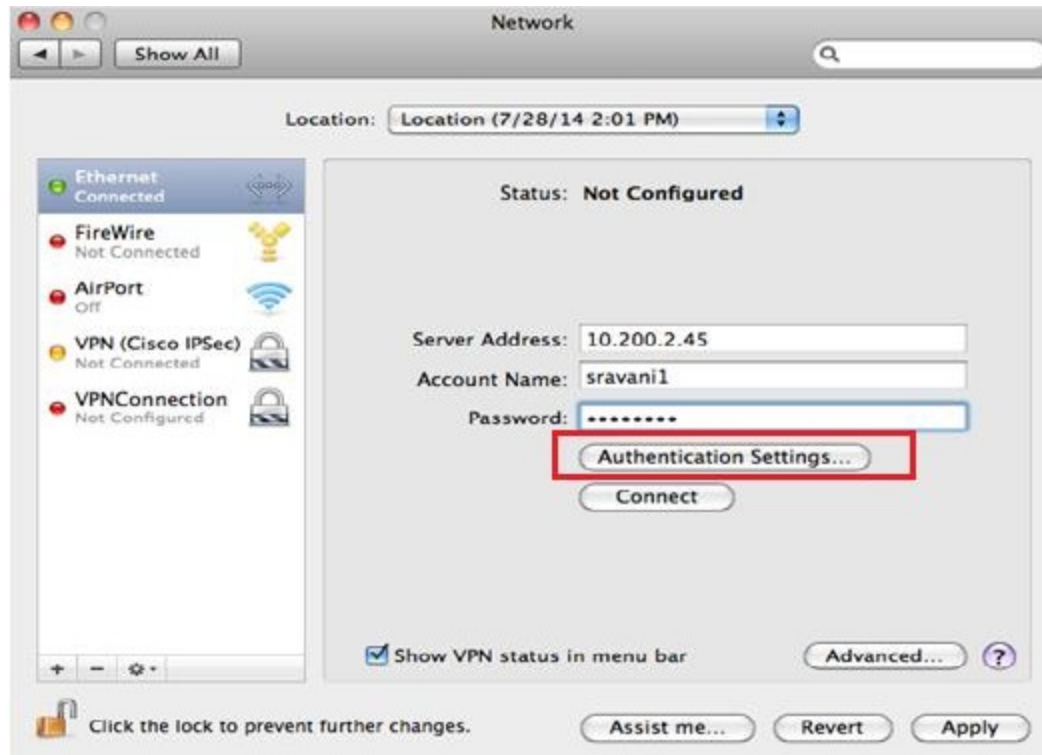 Network
Show All
Location: Location (7/28/14 2:01 PM)
Ethernet
Connected
FireWire
Not Connected
AirPort
Off
VPN (Cisco IPSec)
Not Connected
VPNConnection
Not Configured
Status: Not Configured
Server Address: 10.200.2.45
Account Name: sravani1
Password: ••••••••
Authentication Settings...
Connect
Show VPN status in menu bar
Advanced... ?
Click the lock to prevent further changes.
Assist me... Revert Apply